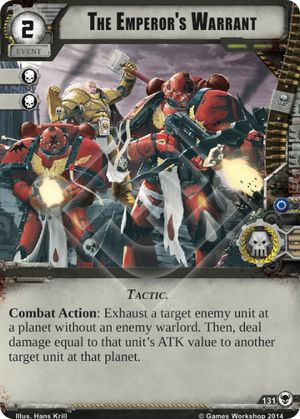 The Emperor's Warrant
2
EVENT
Tactic.
Combat Action: Exhaust a target enemy unit at
a planet without an enemy warlord. Then, deal
damage equal to that unit's ATK value to another
target unit at that planet.
131
Illus. Hans Krill
© Games Workshop 2014